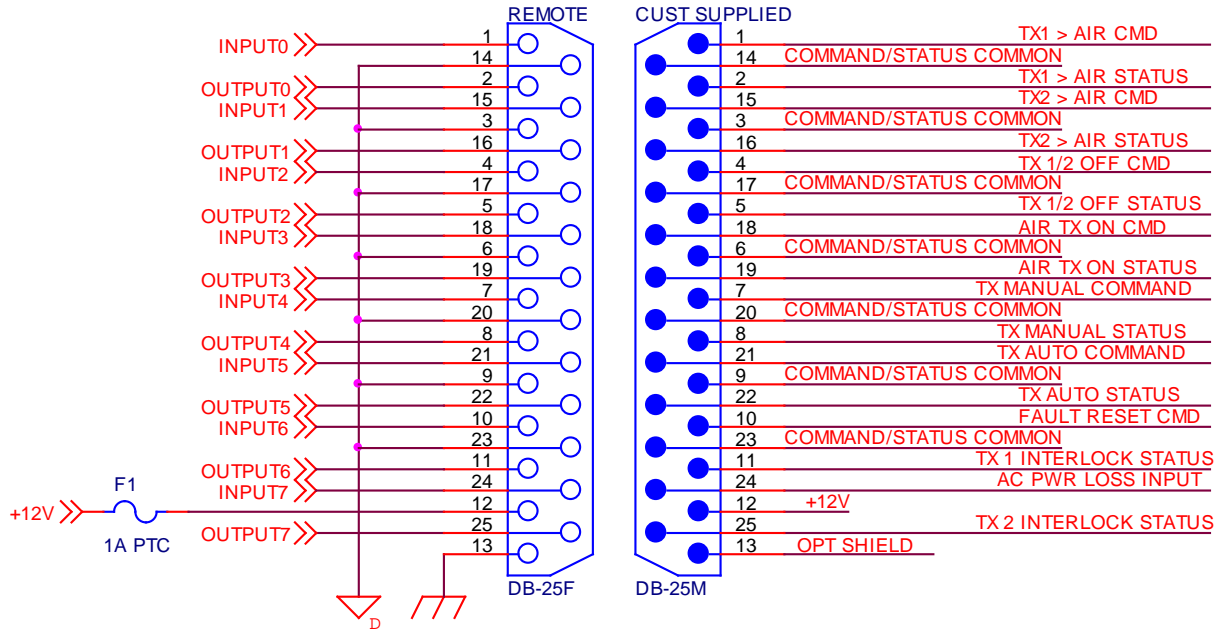 REMOTE CUST SUPPLIED
INPUT0 1 1 TX1 > AIR CMD
14 14 COMMAND/STATUS COMMON
OUTPUT0 2 2 TX1 > AIR STATUS
INPUT1 15 15 TX2 > AIR CMD
3 3 COMMAND/STATUS COMMON
OUTPUT1 16 16 TX2 > AIR STATUS
INPUT2 4 4 TX 1/2 OFF CMD
17 17 COMMAND/STATUS COMMON
OUTPUT2 5 5 TX 1/2 OFF STATUS
INPUT3 18 18 AIR TX ON CMD
6 6 COMMAND/STATUS COMMON
OUTPUT3 19 19 AIR TX ON STATUS
INPUT4 7 7 TX MANUAL COMMAND
20 20 COMMAND/STATUS COMMON
OUTPUT4 8 8 TX MANUAL STATUS
INPUT5 21 21 TX AUTO COMMAND
9 9 COMMAND/STATUS COMMON
OUTPUT5 22 22 TX AUTO STATUS
INPUT6 10 10 FAULT RESET CMD
23 23 COMMAND/STATUS COMMON
OUTPUT6 11 11 TX 1 INTERLOCK STATUS
F1 INPUT7 24 24 AC PWR LOSS INPUT
+12V 12 12 +12V
1A PTC OUTPUT7 25 25 TX 2 INTERLOCK STATUS
13 13 OPT SHIELD
DB-25F DB-25M
D